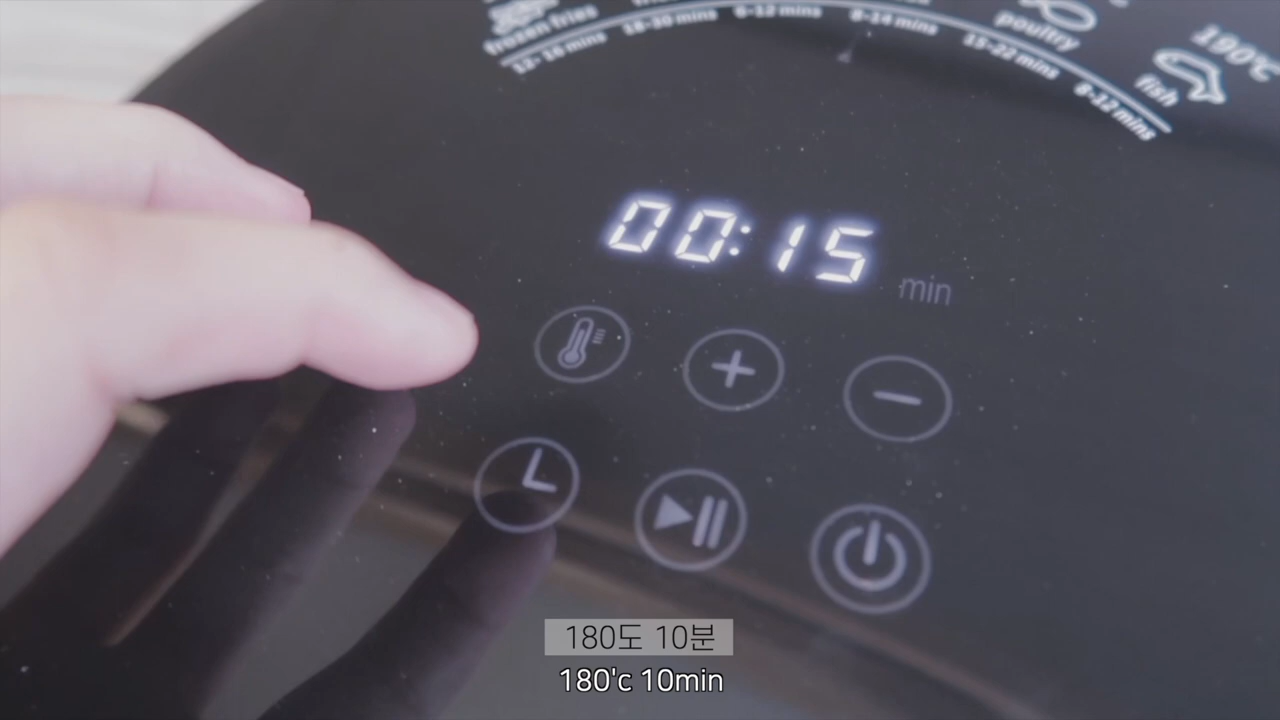 190℃
frozen fries
poultry
fish
12-16 mins
18-30 mins
6-12 mins
8-14 mins
15-22 mins
8-12 mins
00:15
min
180도 10분
180'c 10min